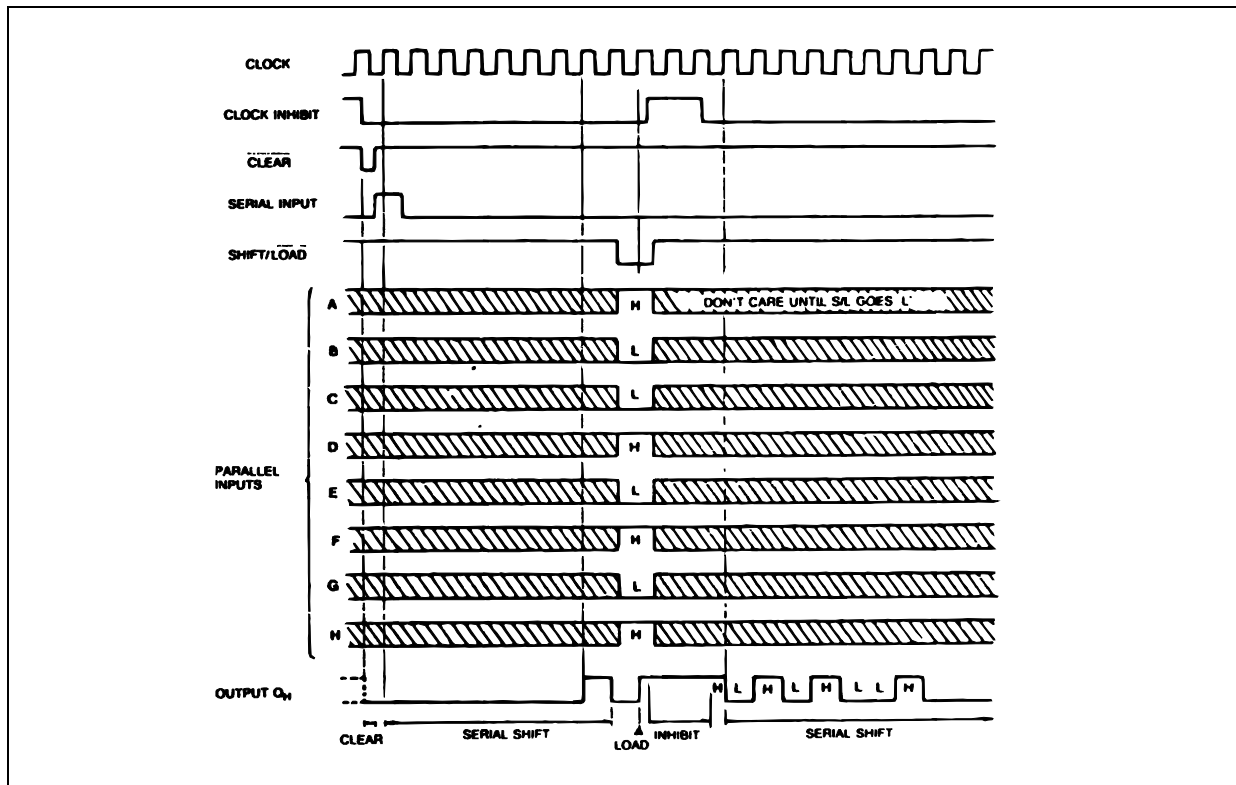 CLOCK
CLOCK INHIBIT
CLEAR
SERIAL INPUT
SHIFT/LOAD
A H DON'T CARE UNTIL S/L GOES L
B L
C L
D H
PARALLEL
INPUTS
E L
F H
G L
H H
OUTPUT QH H L H L H L L H
CLEAR SERIAL SHIFT LOAD INHIBIT SERIAL SHIFT